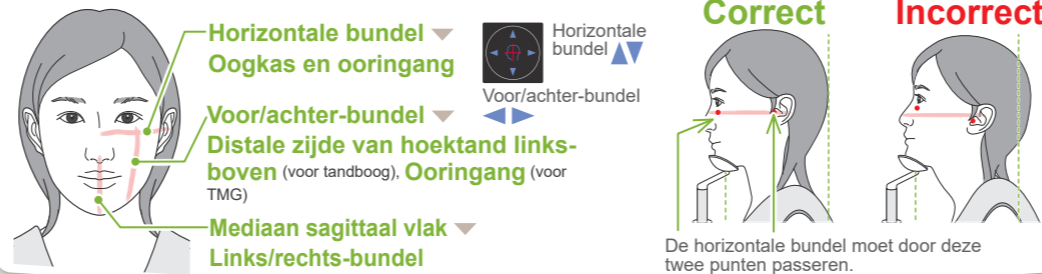 Horizontale bundel
Oogkas en ooringang
Voor/achter-bundel
Distale zijde van hoektand links-
boven (voor tandboog), Ooringang (voor
TMG)
Mediaan sagittaal vlak
Links/rechts-bundel
Horizontale
bundel
Voor/achter-bundel
Correct
Incorrect
De horizontale bundel moet door deze
twee punten passeren.